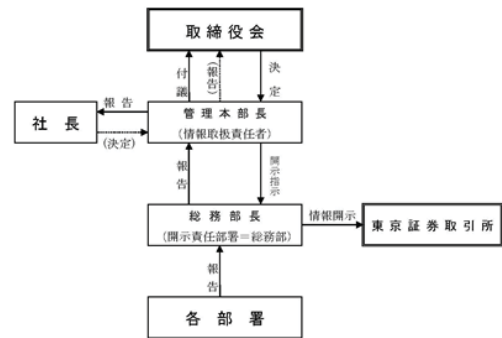 取締役会
付議
(報告)
決定
報告
社長
管理本部長
(情報取扱責任者)
(決定)
報告
開示指示
総務部長
(開示責任部署＝総務部)
情報開示
東京証券取引所
報告
各部署